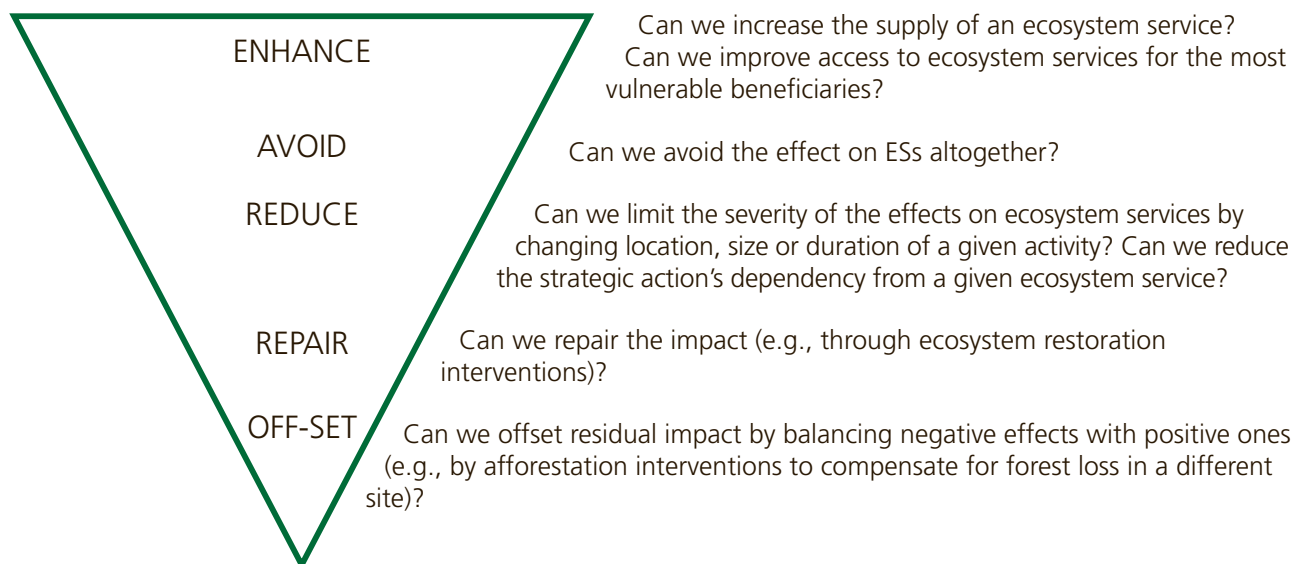 ENHANCE
Can we increase the supply of an ecosystem service?
Can we improve access to ecosystem services for the most
vulnerable beneficiaries?
AVOID
Can we avoid the effect on ESs altogether?
REDUCE
Can we limit the severity of the effects on ecosystem services by
changing location, size or duration of a given activity? Can we reduce
the strategic action’s dependency from a given ecosystem service?
REPAIR
Can we repair the impact (e.g., through ecosystem restoration
interventions)?
OFF-SET
Can we offset residual impact by balancing negative effects with positive ones
(e.g., by afforestation interventions to compensate for forest loss in a different
site)?